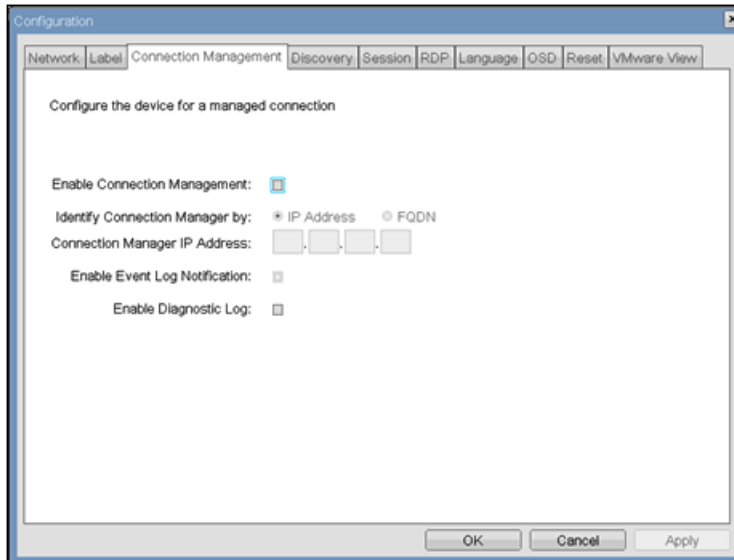 Configuration
Network Label Connection Management Discovery Session RDP Language OSD Reset VMware View
Configure the device for a managed connection
Enable Connection Management:
Identify Connection Manager by: IP Address FQDN
Connection Manager IP Address: . . .
Enable Event Log Notification:
Enable Diagnostic Log:
OK Cancel Apply